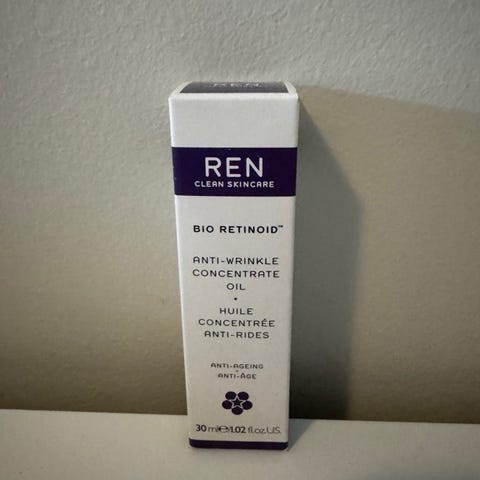 REN
REN
CLEAN SKINCARE
BIO RETINOID™
ANTI-WRINKLE
CONCENTRATE
OIL
•
HUILE
CONCENTRÉE
ANTI-RIDES
ANTI-AGEING
ANTI-ÂGE
30 ml℮/1.02 fl.oz.US.